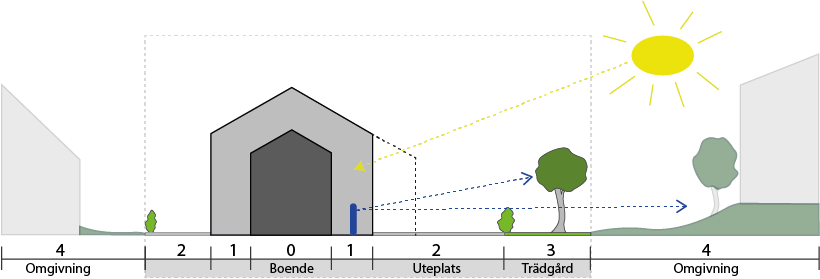 4 2 1 0 1 2 3 4
Omgivning Boende Uteplats Trädgård Omgivning